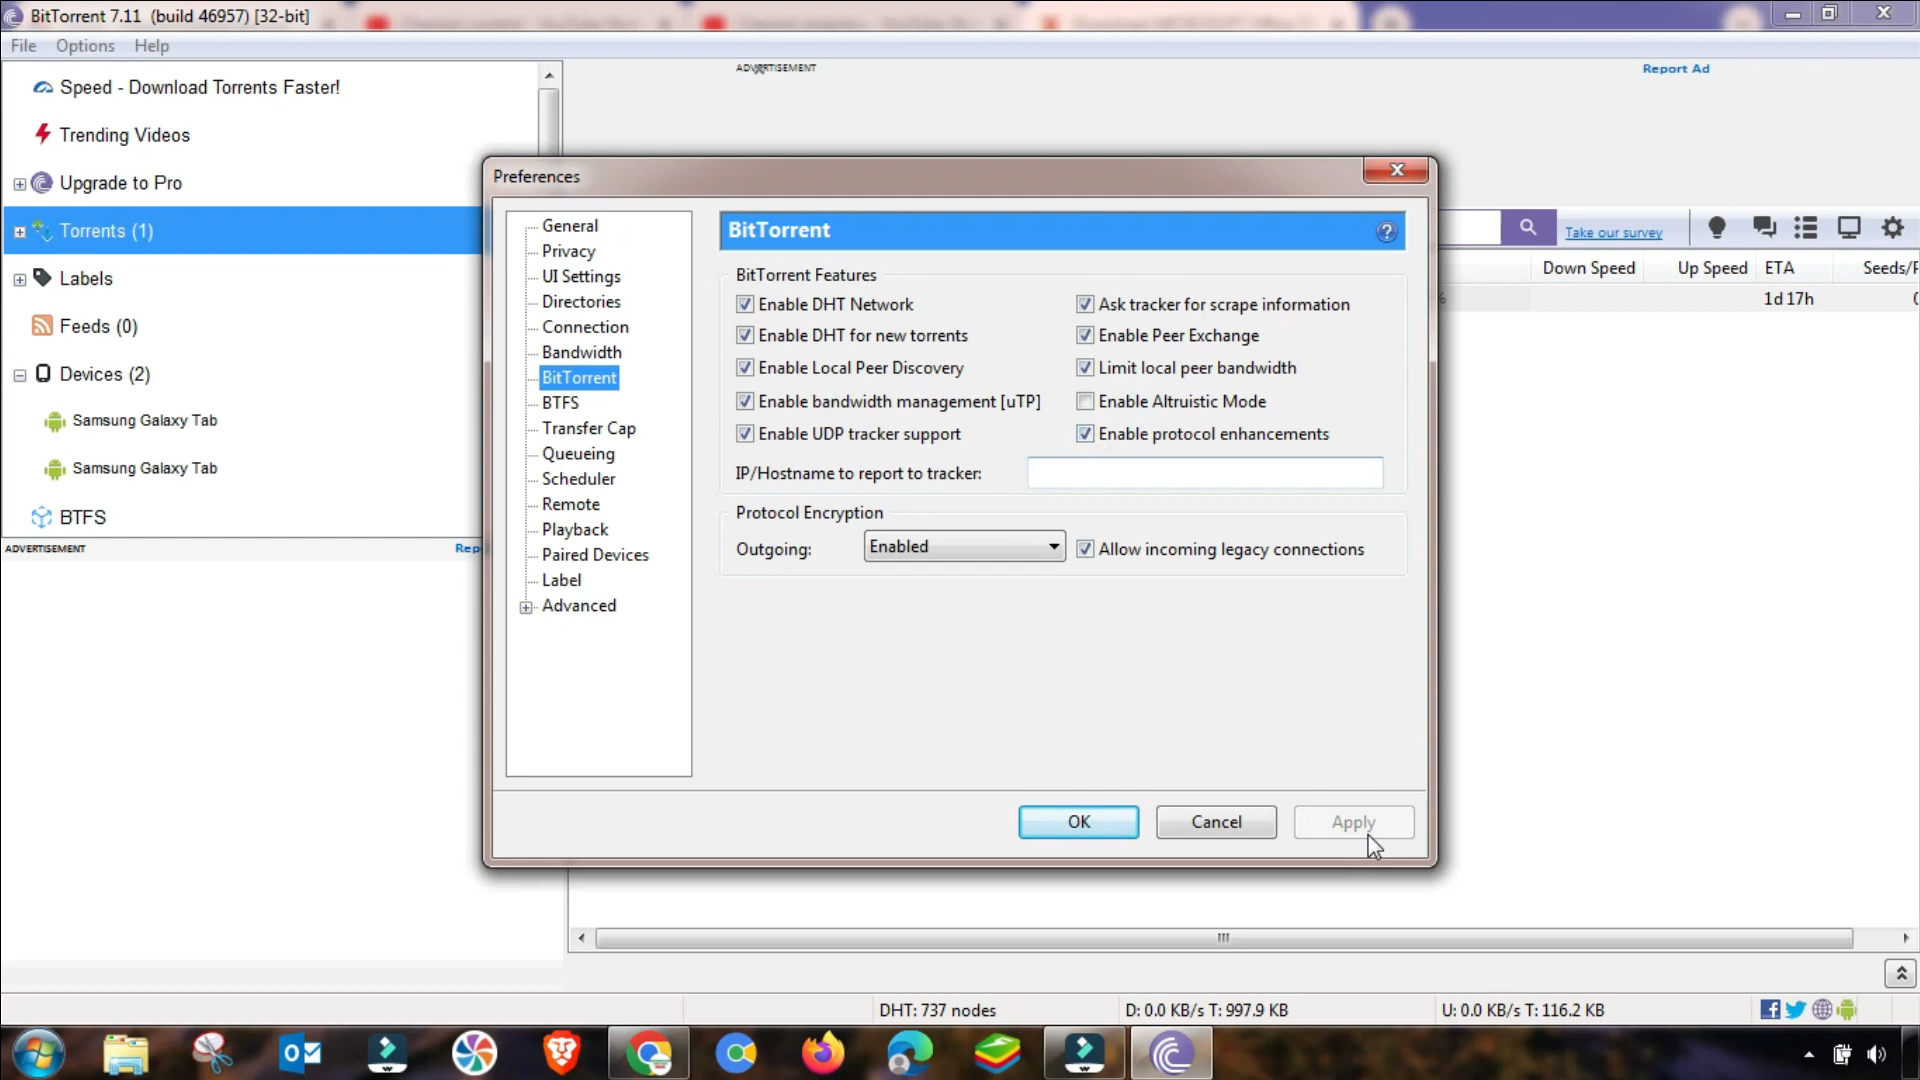 BitTorrent 7.11 (build 46957) [32-bit]
File Options Help
Speed - Download Torrents Faster!
Trending Videos
Upgrade to Pro
Torrents (1)
Labels
Feeds (0)
Devices (2)
Samsung Galaxy Tab
Samsung Galaxy Tab
BTFS
ADVERTISEMENT
ADVERTISEMENT Report Ad
Take our survey
Down Speed Up Speed ETA
1d 17h
Preferences
General
Privacy
UI Settings
Directories
Connection
Bandwidth
BitTorrent
BTFS
Transfer Cap
Queueing
Scheduler
Remote
Playback
Paired Devices
Label
Advanced
BitTorrent
BitTorrent Features
Enable DHT Network Ask tracker for scrape information
Enable DHT for new torrents Enable Peer Exchange
Enable Local Peer Discovery Limit local peer bandwidth
Enable bandwidth management [uTP] Enable Altruistic Mode
Enable UDP tracker support Enable protocol enhancements
IP/Hostname to report to tracker:
Protocol Encryption
Outgoing: Enabled Allow incoming legacy connections
OK Cancel Apply
DHT: 737 nodes D: 0.0 KB/s T: 997.9 KB U: 0.0 KB/s T: 116.2 KB